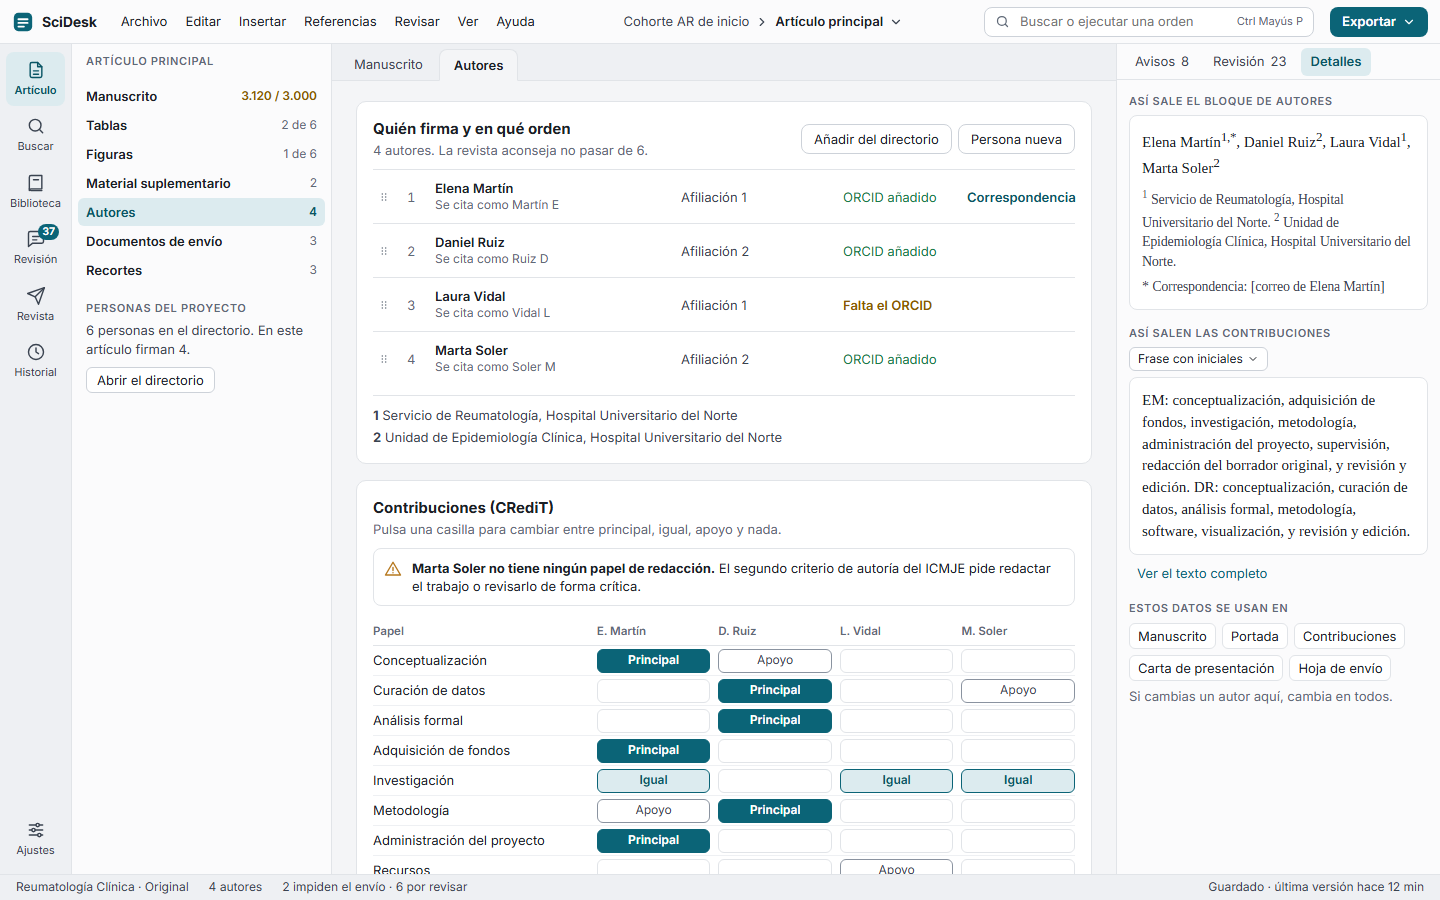 SciDesk Archivo Editar Insertar Referencias Revisar Ver Ayuda Cohorte AR de inicio Artículo principal Buscar o ejecutar una orden Ctrl Mayús P Exportar
Artículo
Buscar
Biblioteca
37
Revisión
Revista
Historial
Ajustes
ARTÍCULO PRINCIPAL
Manuscrito 3.120 / 3.000
Tablas 2 de 6
Figuras 1 de 6
Material suplementario 2
Autores 4
Documentos de envío 3
Recortes 3
PERSONAS DEL PROYECTO
6 personas en el directorio. En este
artículo firman 4.
Abrir el directorio
Manuscrito Autores
Quién firma y en qué orden
4 autores. La revista aconseja no pasar de 6.
Añadir del directorio Persona nueva
1 Elena Martín Afiliación 1 ORCID añadido Correspondencia
Se cita como Martín E
2 Daniel Ruiz Afiliación 2 ORCID añadido
Se cita como Ruiz D
3 Laura Vidal Afiliación 1 Falta el ORCID
Se cita como Vidal L
4 Marta Soler Afiliación 2 ORCID añadido
Se cita como Soler M
1 Servicio de Reumatología, Hospital Universitario del Norte
2 Unidad de Epidemiología Clínica, Hospital Universitario del Norte
Contribuciones (CRediT)
Pulsa una casilla para cambiar entre principal, igual, apoyo y nada.
Marta Soler no tiene ningún papel de redacción. El segundo criterio de autoría del ICMJE pide redactar
el trabajo o revisarlo de forma crítica.
Papel E. Martín D. Ruiz L. Vidal M. Soler
Conceptualización Principal Apoyo
Curación de datos Principal Apoyo
Análisis formal Principal
Adquisición de fondos Principal
Investigación Igual Igual Igual
Metodología Apoyo Principal
Administración del proyecto Principal
Recursos Apoyo
Avisos 8 Revisión 23 Detalles
ASÍ SALE EL BLOQUE DE AUTORES
Elena Martín1,*, Daniel Ruiz2, Laura Vidal1,
Marta Soler2
1 Servicio de Reumatología, Hospital
Universitario del Norte. 2 Unidad de
Epidemiología Clínica, Hospital Universitario del
Norte.
* Correspondencia: [correo de Elena Martín]
ASÍ SALEN LAS CONTRIBUCIONES
Frase con iniciales
EM: conceptualización, adquisición de
fondos, investigación, metodología,
administración del proyecto, supervisión,
redacción del borrador original, y revisión y
edición. DR: conceptualización, curación de
datos, análisis formal, metodología,
software, visualización, y revisión y edición.
Ver el texto completo
ESTOS DATOS SE USAN EN
Manuscrito Portada Contribuciones
Carta de presentación Hoja de envío
Si cambias un autor aquí, cambia en todos.
Reumatología Clínica · Original 4 autores 2 impiden el envío · 6 por revisar Guardado · última versión hace 12 min